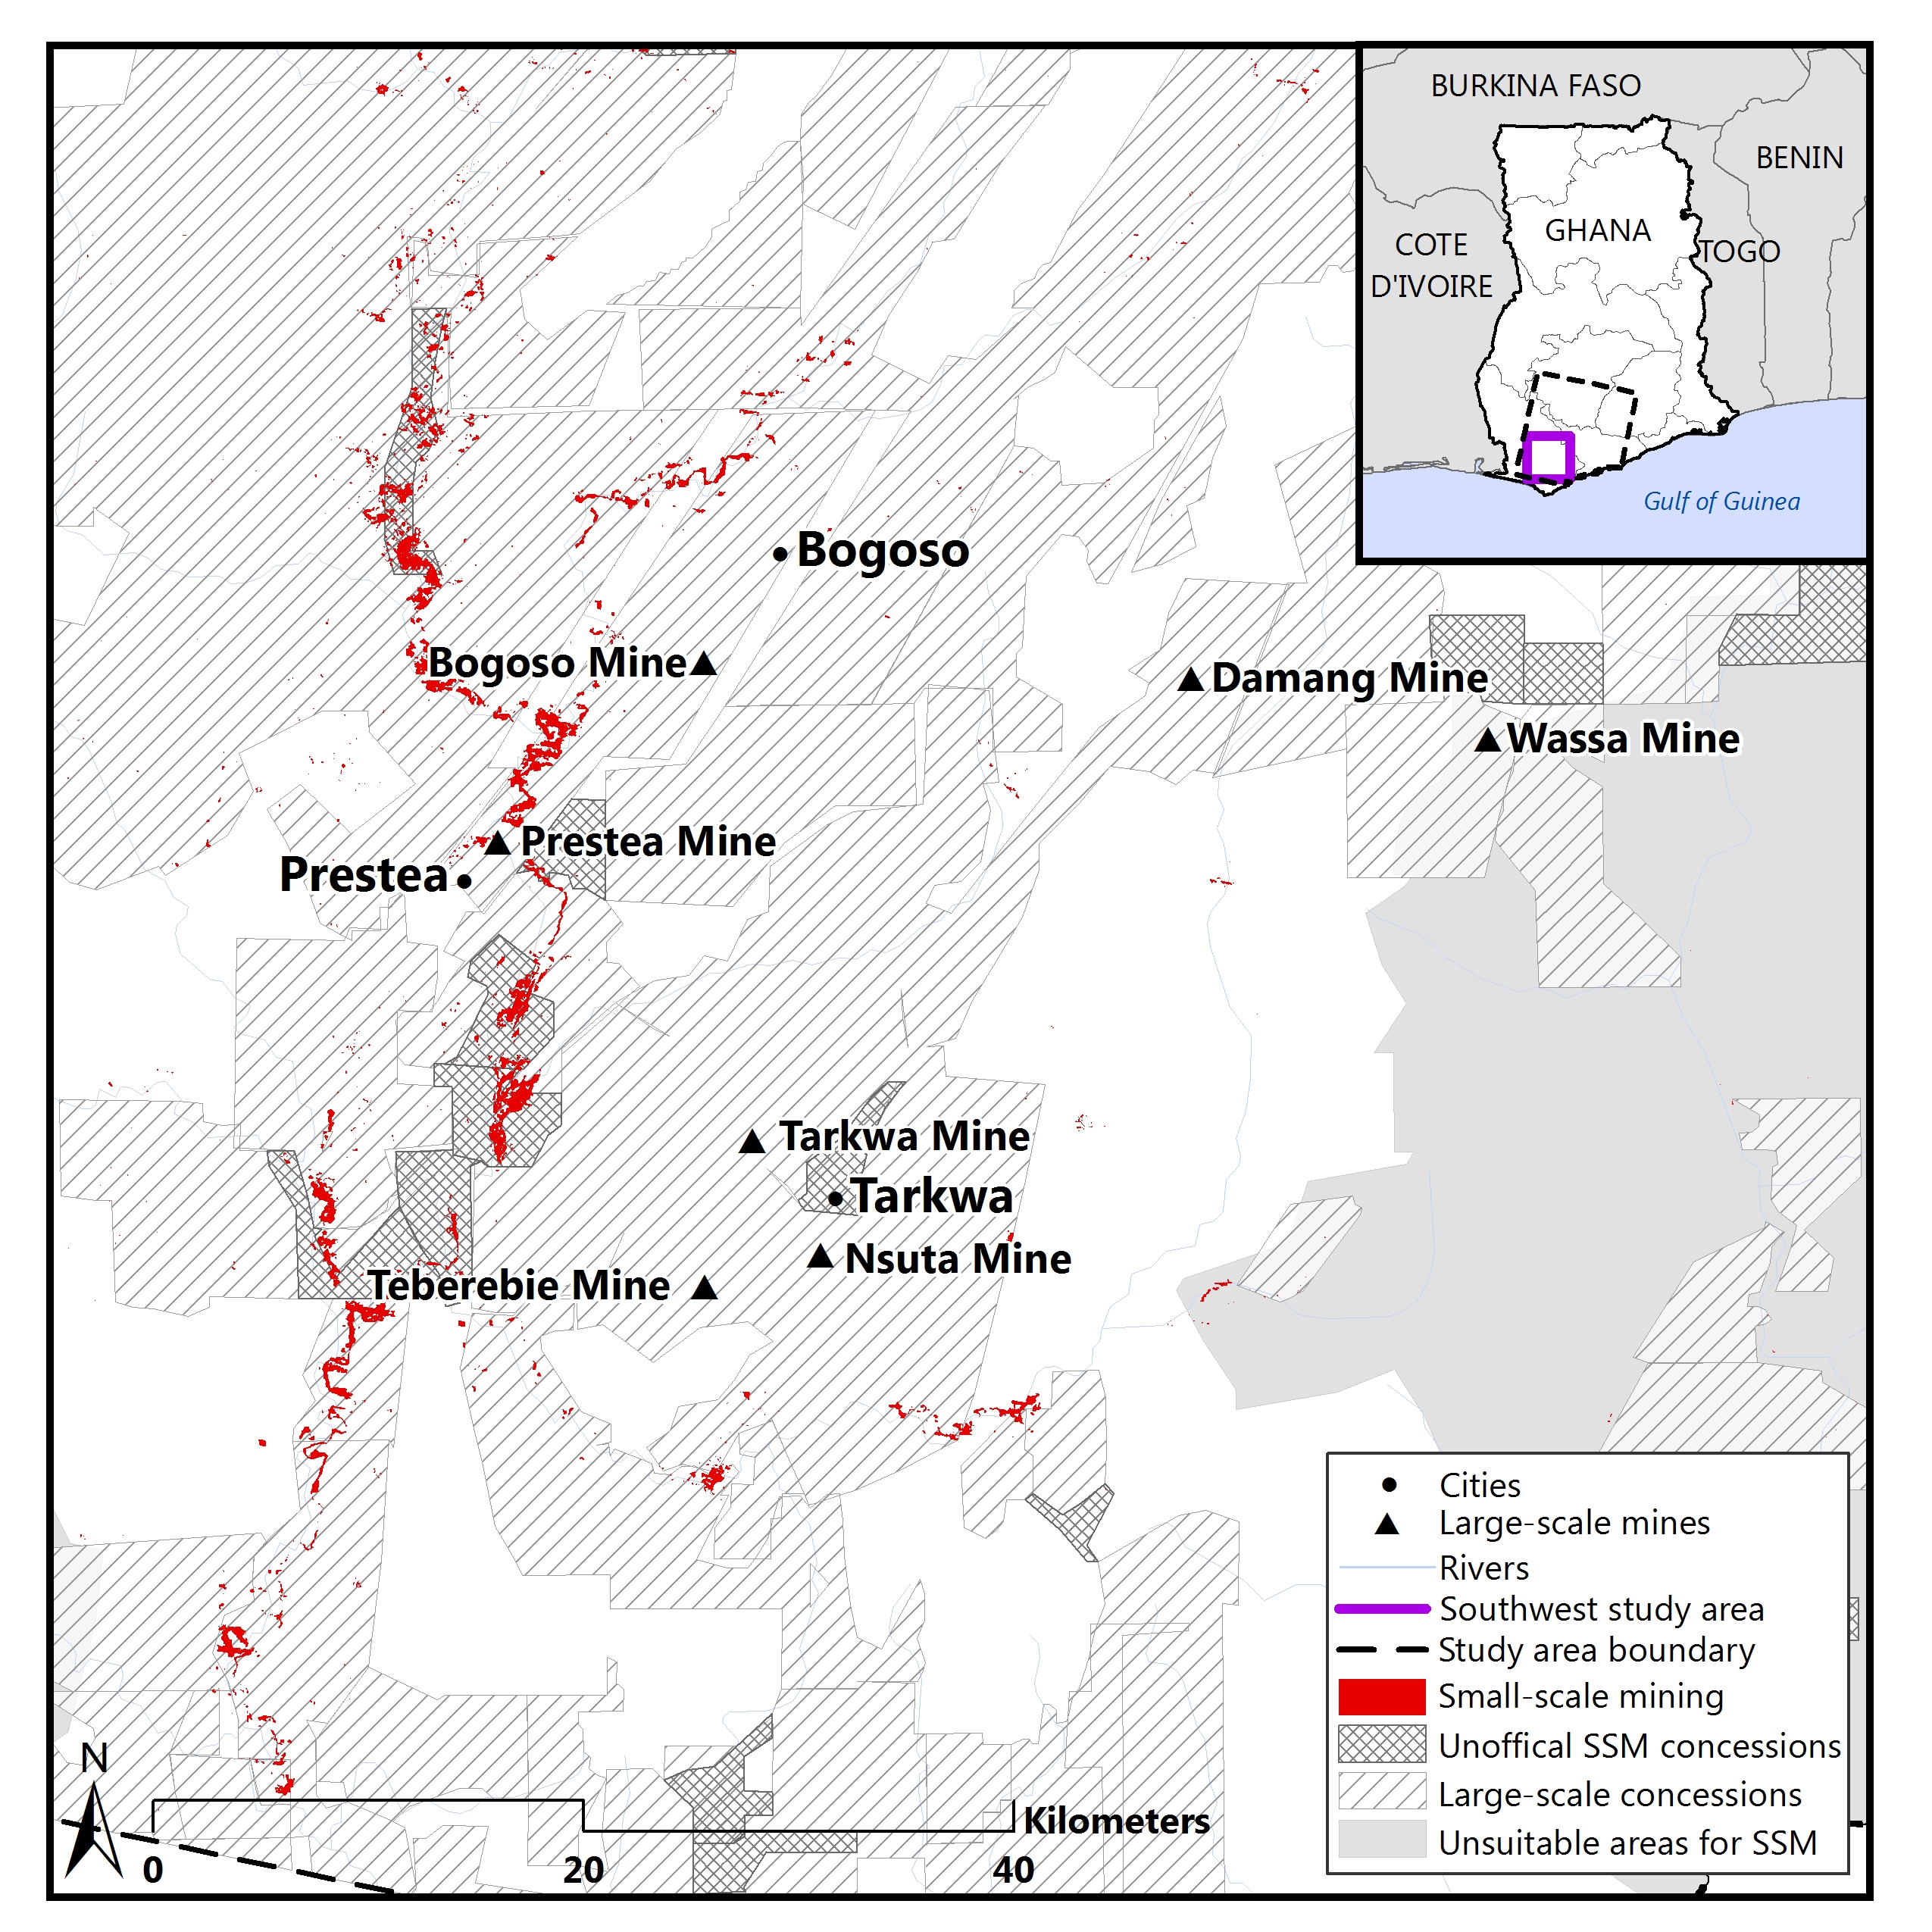 BURKINA FASO
BENIN
GHANA
COTE
D'IVOIRE
TOGO
Gulf of Guinea
Bogoso
Bogoso Mine
Damang Mine
Wassa Mine
Prestea Mine
Prestea
Tarkwa Mine
Tarkwa
Nsuta Mine
Teberebie Mine
Cities
Large-scale mines
Rivers
Southwest study area
Study area boundary
Small-scale mining
Unoffical SSM concessions
Large-scale concessions
Unsuitable areas for SSM
N
Kilometers
0 20 40